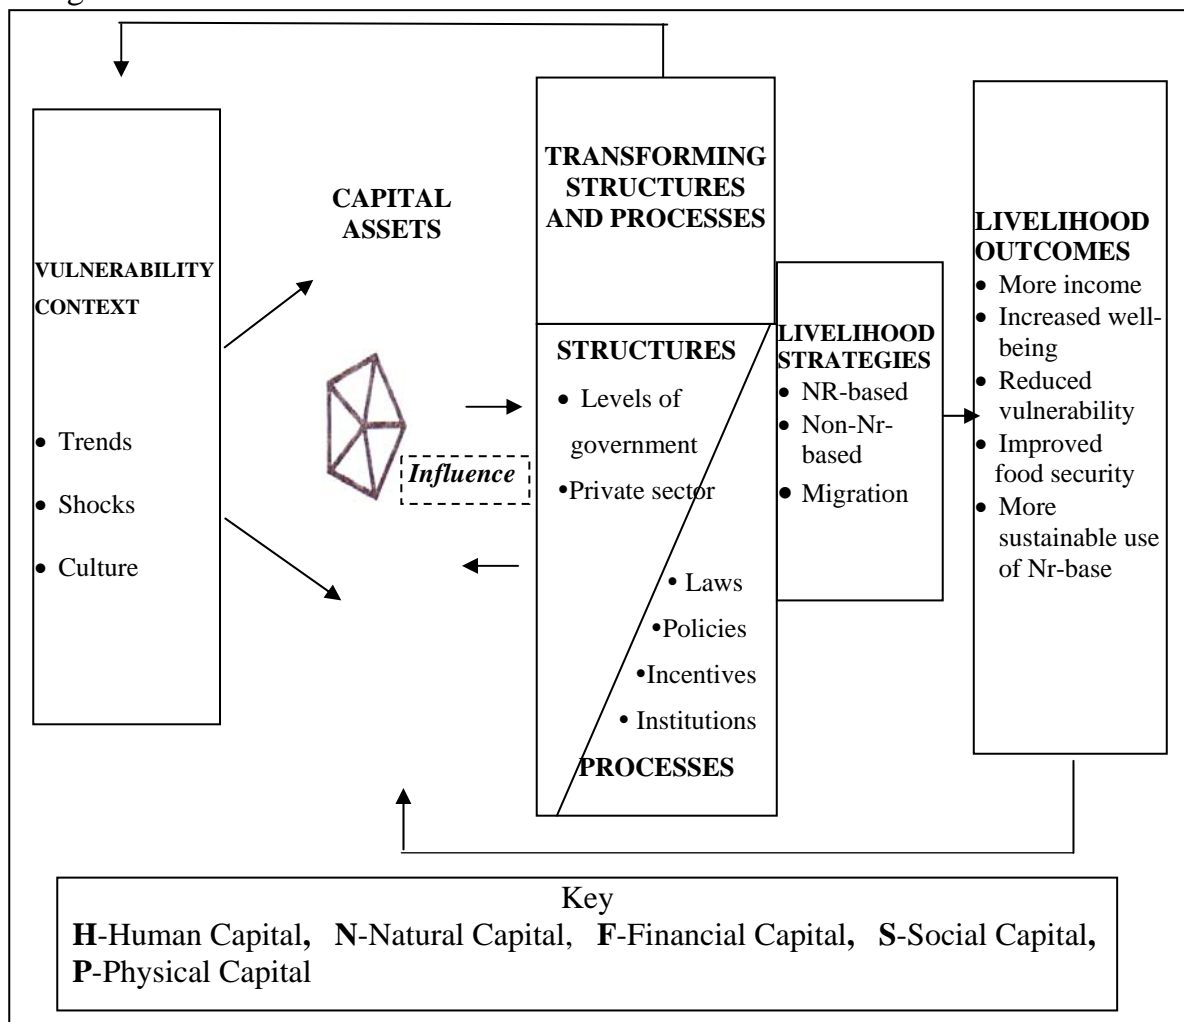 VULNERABILITY
CONTEXT
• Trends
• Shocks
• Culture
CAPITAL
ASSETS
Influence
TRANSFORMING
STRUCTURES
AND PROCESSES
STRUCTURES
• Levels of
government
•Private sector
• Laws
•Policies
•Incentives
• Institutions
PROCESSES
LIVELIHOOD
STRATEGIES
• NR-based
• Non-Nr-
based
• Migration
LIVELIHOOD
OUTCOMES
• More income
• Increased well-
being
• Reduced
vulnerability
• Improved
food security
• More
sustainable use
of Nr-base
Key
H-Human Capital, N-Natural Capital, F-Financial Capital, S-Social Capital,
P-Physical Capital